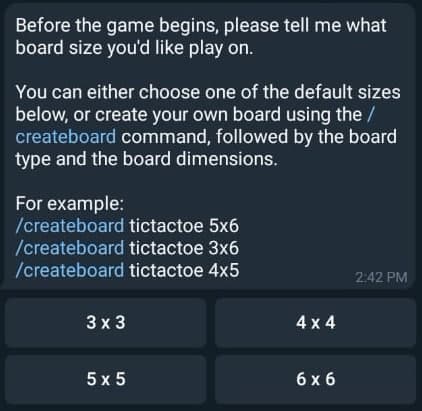 Before the game begins, please tell me what
board size you'd like play on.
You can either choose one of the default sizes
below, or create your own board using the /
createboard command, followed by the board
type and the board dimensions.
For example:
/createboard tictactoe 5x6
/createboard tictactoe 3x6
/createboard tictactoe 4x5
2:42 PM
3 x 3
4 x 4
5 x 5
6 x 6